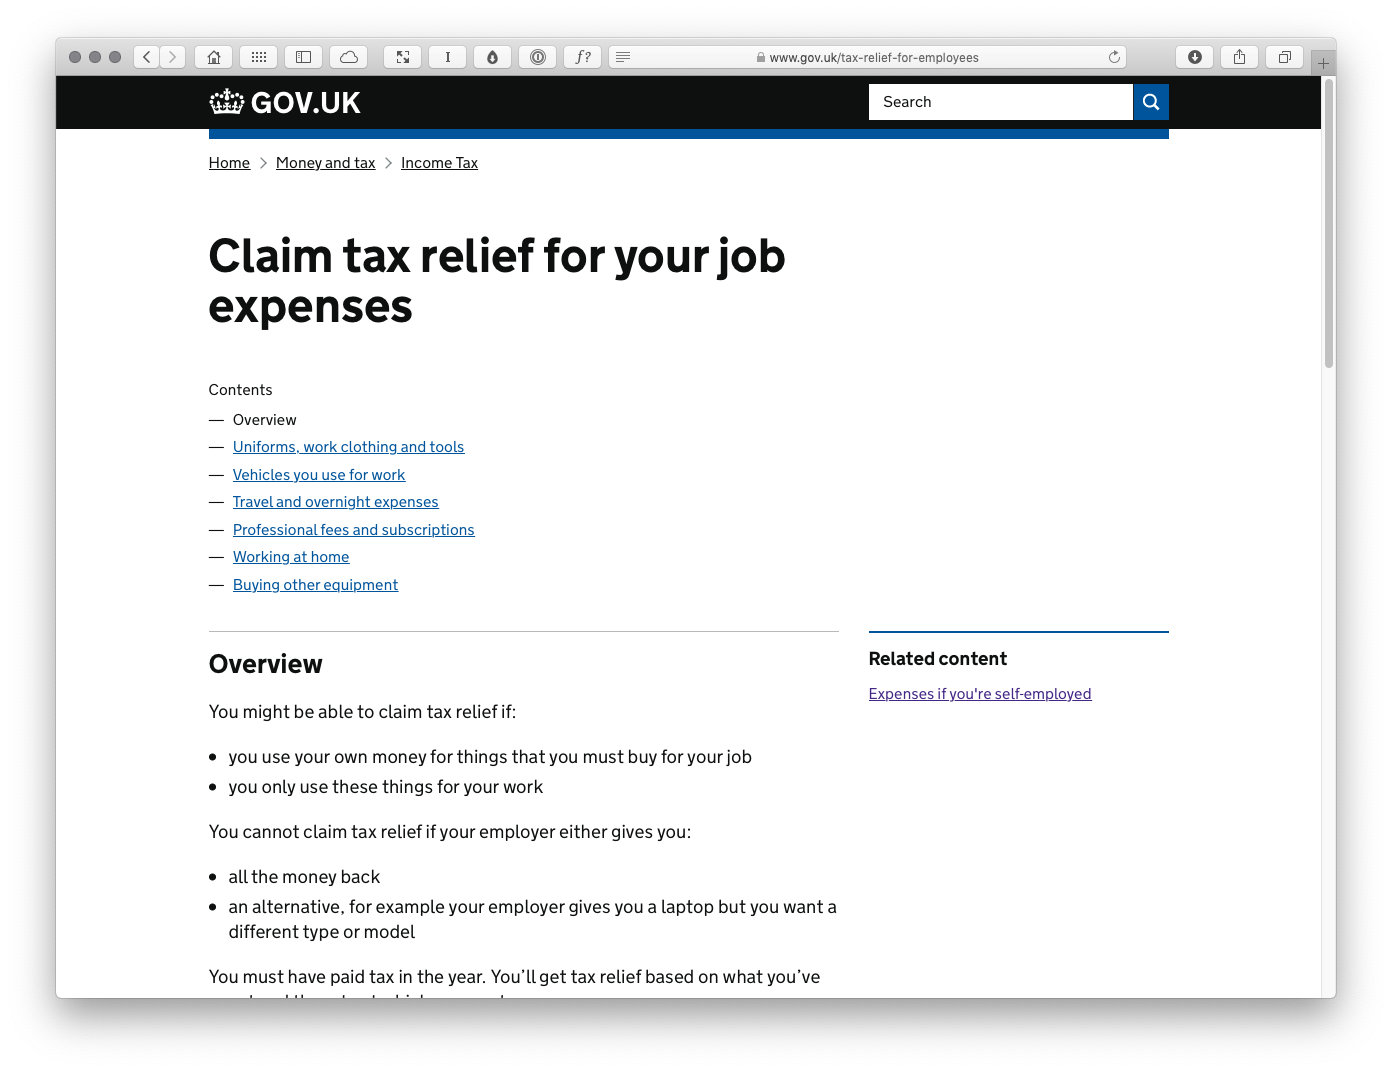 www.gov.uk/tax-relief-for-employees
GOV.UK
Search
Home > Money and tax > Income Tax
Claim tax relief for your job
expenses
Contents
— Overview
— Uniforms, work clothing and tools
— Vehicles you use for work
— Travel and overnight expenses
— Professional fees and subscriptions
— Working at home
— Buying other equipment
Overview
You might be able to claim tax relief if:
• you use your own money for things that you must buy for your job
• you only use these things for your work
You cannot claim tax relief if your employer either gives you:
• all the money back
• an alternative, for example your employer gives you a laptop but you want a
different type or model
You must have paid tax in the year. You’ll get tax relief based on what you’ve
Related content
Expenses if you're self-employed